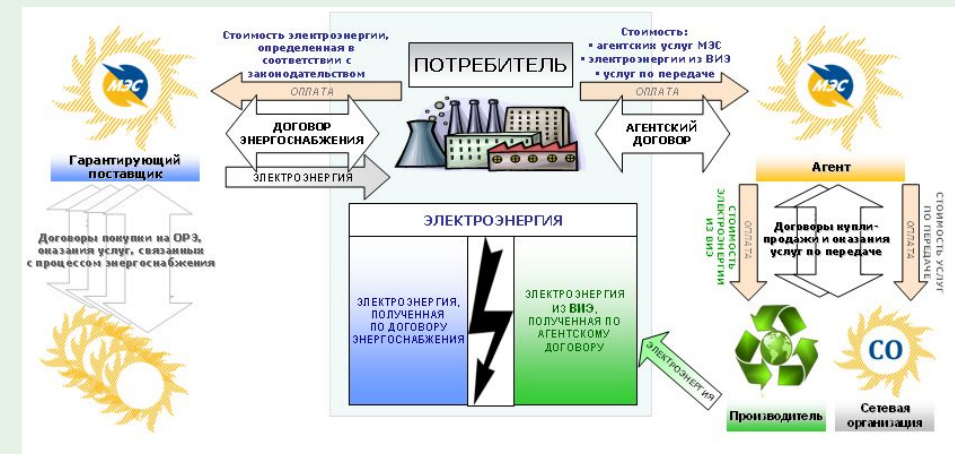 Стоимость электроэнергии,
определенная в
соответствии с
законодательством
ОПЛАТА
ДОГОВОР
ЭНЕРГОСНАБЖЕНИЯ
ЭЛЕКТРОЭНЕРГИЯ
МЭС
Гарантирующий
поставщик
Договоры покупки на ОРЭ,
оказания услуг, связанных
с процессом энергоснабжения
ПОТРЕБИТЕЛЬ
Стоимость:
• агентских услуг МЭС
• электроэнергии из ВИЭ
• услуг по передаче
ОПЛАТА
АГЕНТСКИЙ
ДОГОВОР
МЭС
Агент
ЭЛЕКТРОЭНЕРГИЯ
ЭЛЕКТРОЭНЕРГИЯ,
ПОЛУЧЕННАЯ
ПО ДОГОВОРУ
ЭНЕРГОСНАБЖЕНИЯ
ЭЛЕКТРОЭНЕРГИЯ
ИЗ ВИЭ,
ПОЛУЧЕННАЯ ПО
АГЕНТСКОМУ
ДОГОВОРУ
СТОИМОСТЬ
ЭЛЕКТРОЭНЕРГИИ
ИЗ ВИЭ
ОПЛАТА
Договоры купли-
продажи и оказания
услуг по передаче
ОПЛАТА
СТОИМОСТЬ УСЛУГ
ПО ПЕРЕДАЧЕ
ЭЛЕКТРОЭНЕРГИЯ
Производитель
СО
Сетевая
организация